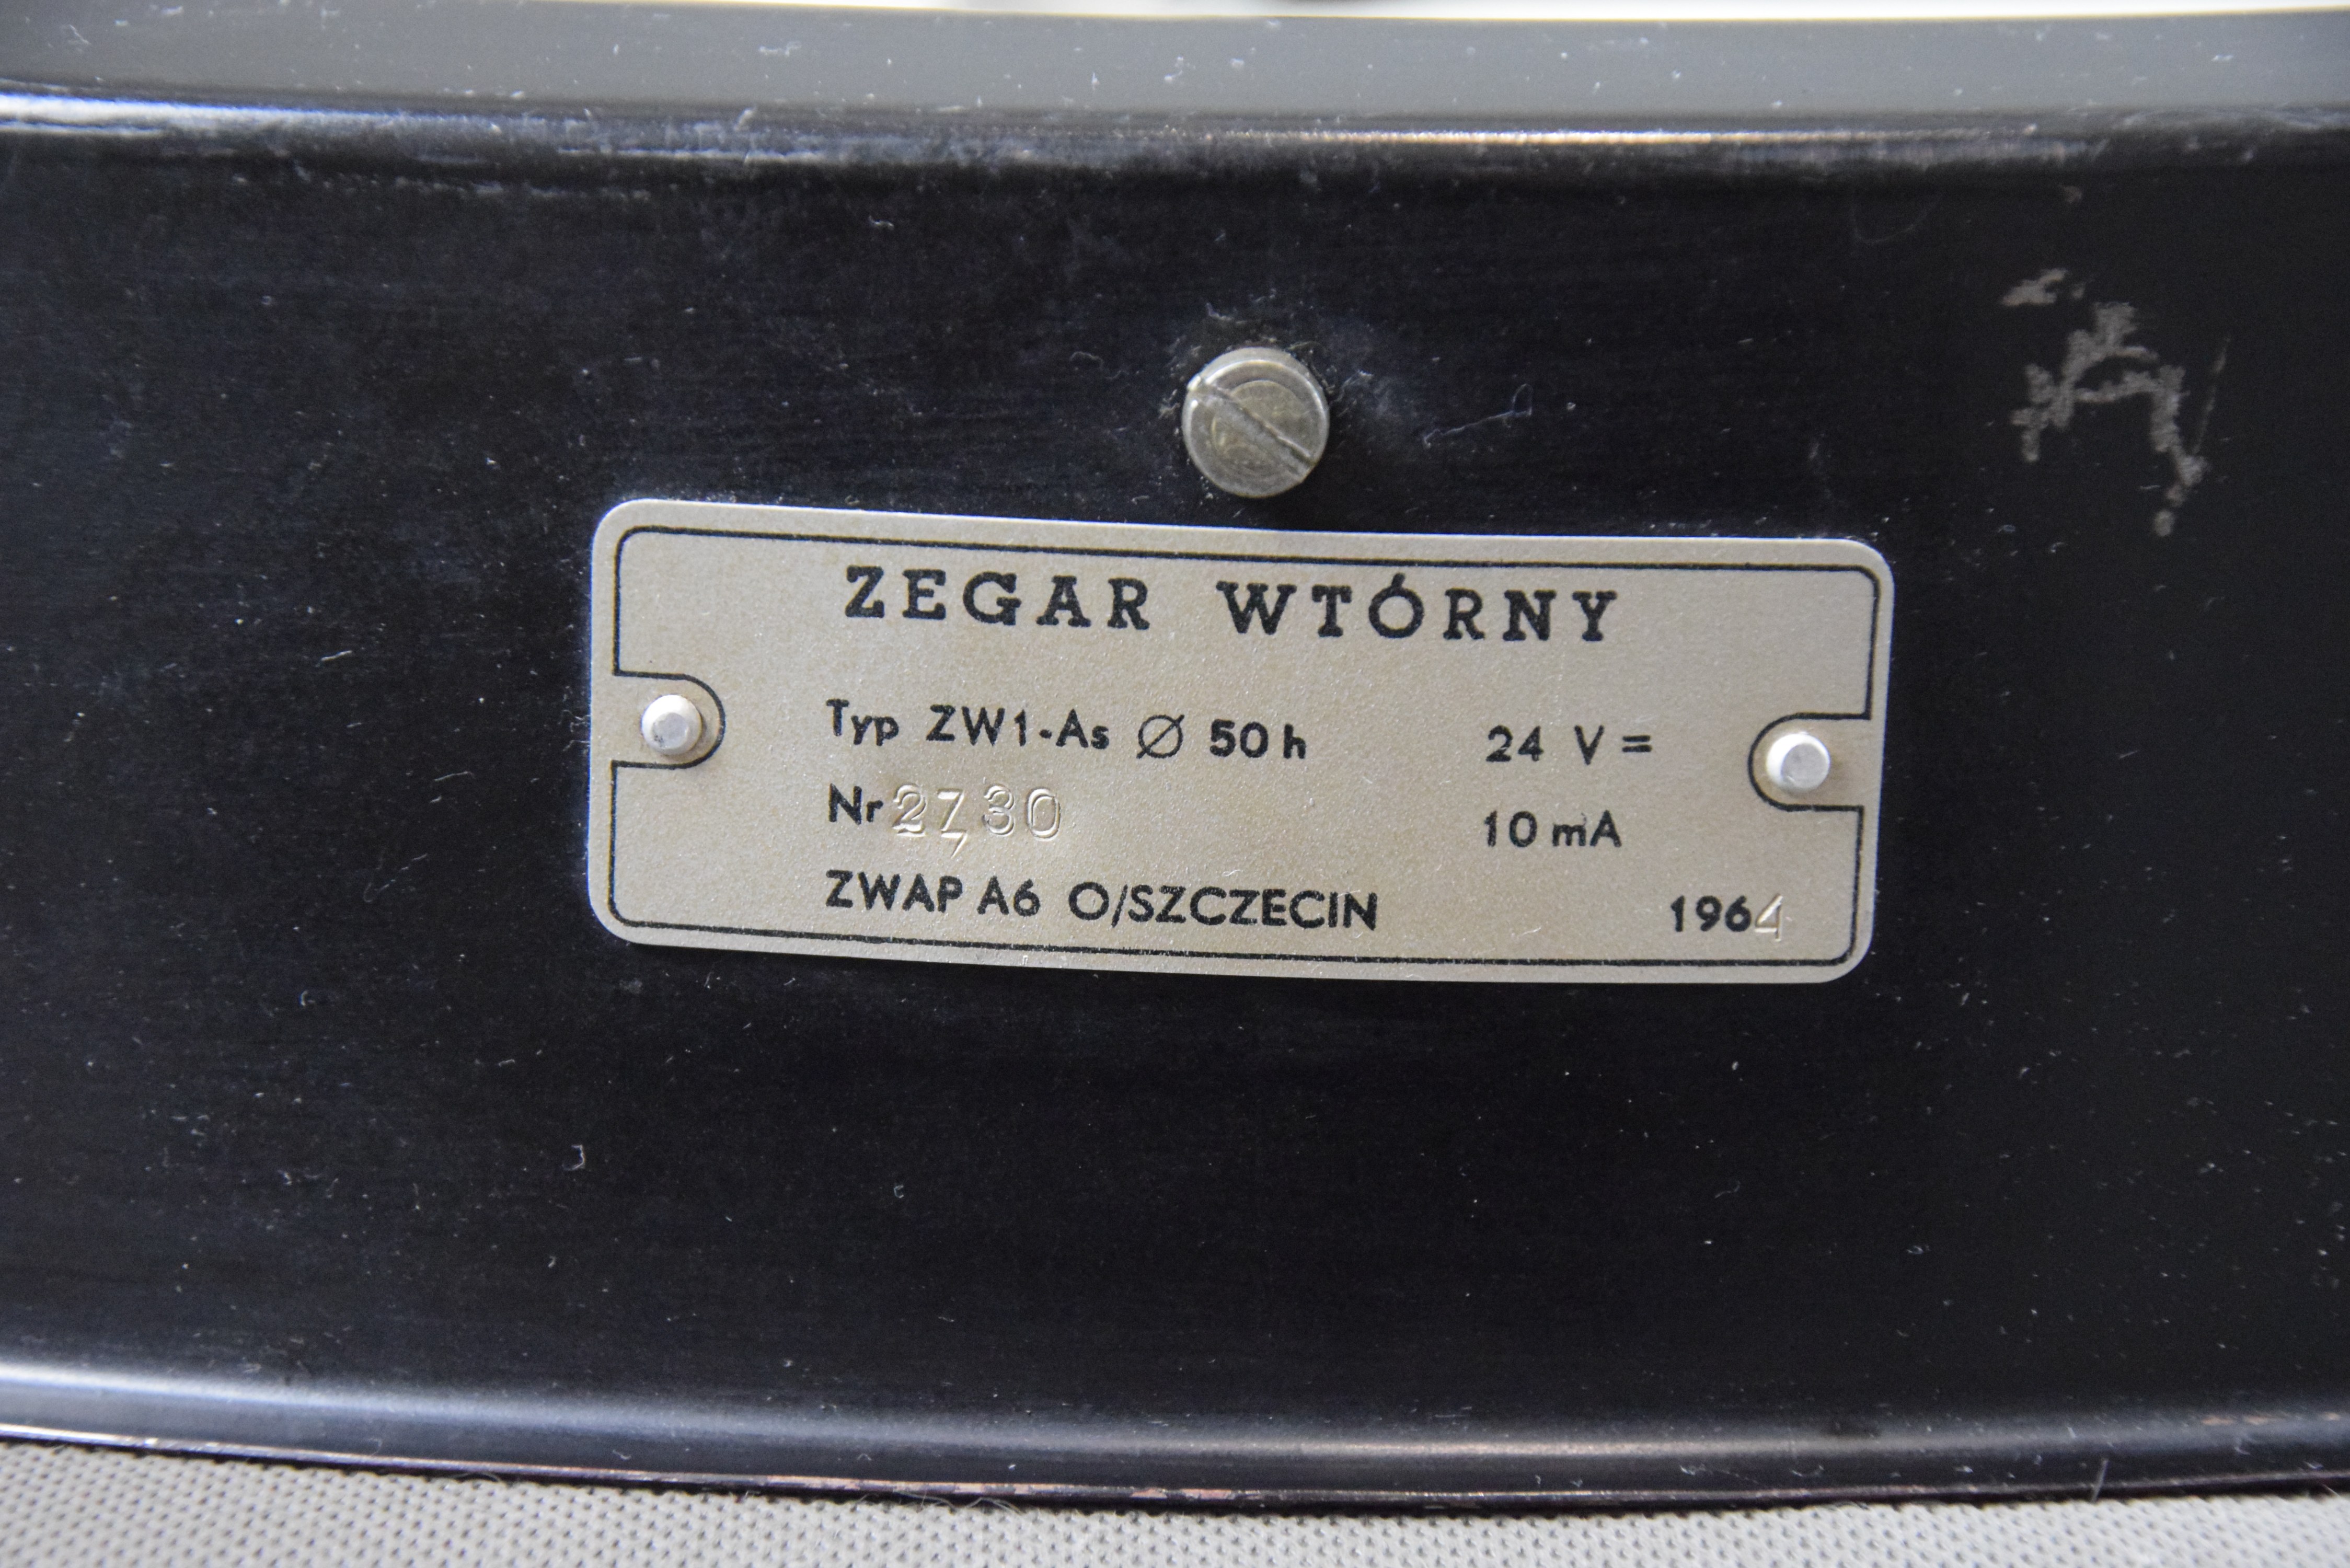 ZEGAR WTÓRNY
Typ ZW1-As Ø 50 h 24 V =
Nr 2730 10 mA
ZWAP A6 O/SZCZECIN 1964